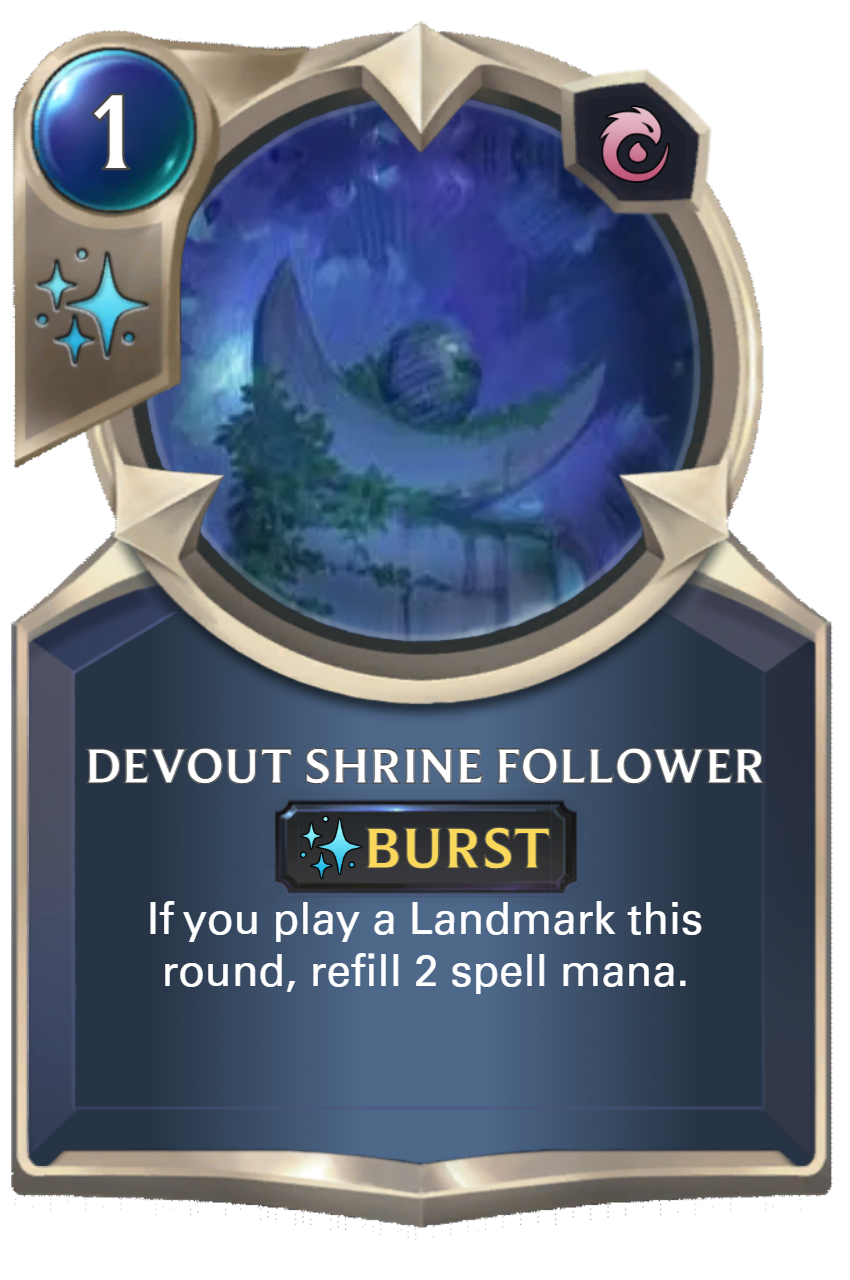 1
DEVOUT SHRINE FOLLOWER
BURST
If you play a Landmark this
round, refill 2 spell mana.